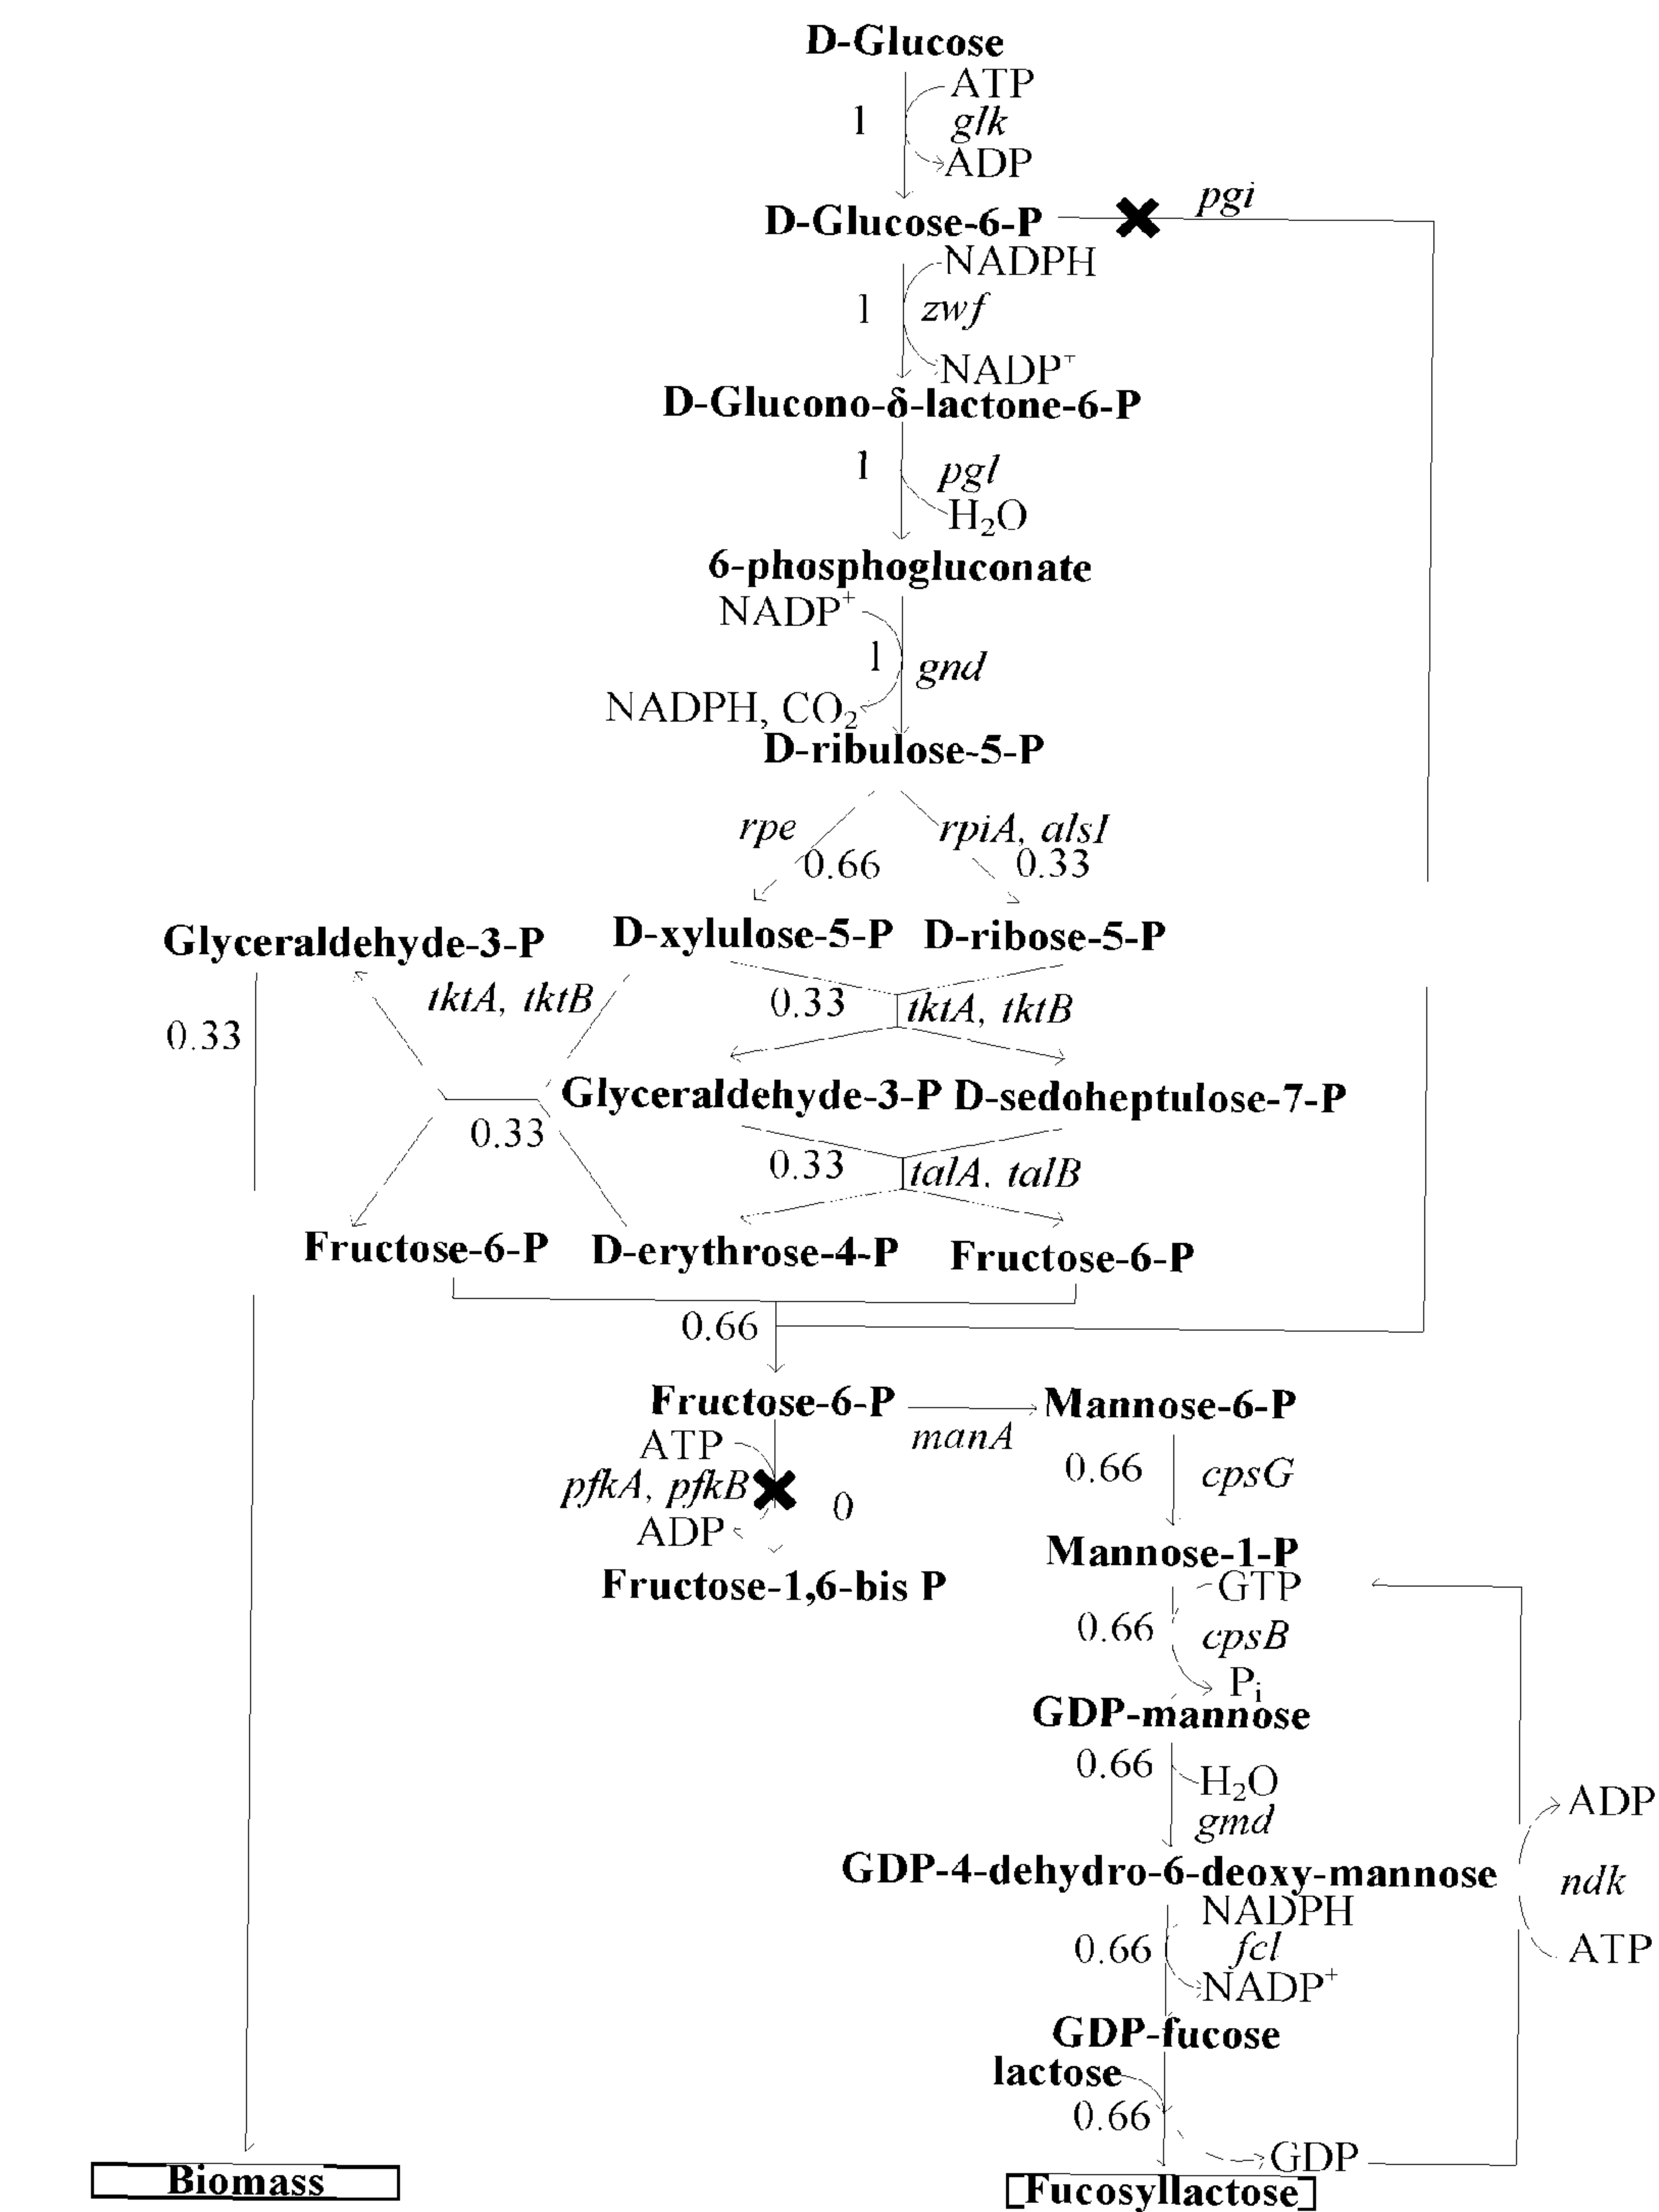 D-Glucose
ATP
1
glk
ADP
D-Glucose-6-P
pgi
NADPH
1
zwf
NADP⁺
D-Glucono-δ-lactone-6-P
1
pgl
H₂O
6-phosphogluconate
NADP⁺
1
gnd
NADPH, CO₂
D-ribulose-5-P
rpe
rpiA, alsI
0.66
0.33
Glyceraldehyde-3-P
D-xylulose-5-P
D-ribose-5-P
tktA, tktB
0.33
tktA, tktB
0.33
Glyceraldehyde-3-P
D-sedoheptulose-7-P
0.33
0.33
talA, talB
Fructose-6-P
D-erythrose-4-P
Fructose-6-P
0.66
Fructose-6-P
Mannose-6-P
manA
ATP
0.66
cpsG
pfkA, pfkB
0
ADP
Mannose-1-P
Fructose-1,6-bis P
GTP
0.66
cpsB
Pᵢ
GDP-mannose
0.66
H₂O
gmd
ADP
GDP-4-dehydro-6-deoxy-mannose
ndk
NADPH
0.66
fcl
ATP
NADP⁺
GDP-fucose
lactose
0.66
GDP
Biomass
Fucosyllactose